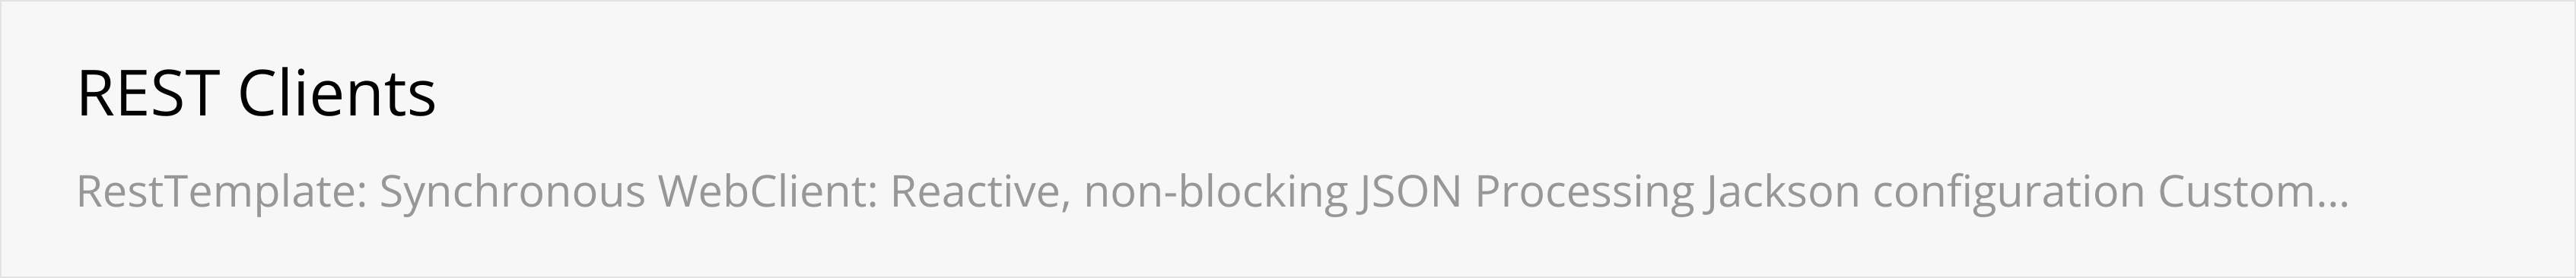 REST Clients
RestTemplate: Synchronous WebClient: Reactive, non-blocking JSON Processing Jackson configuration Custom...